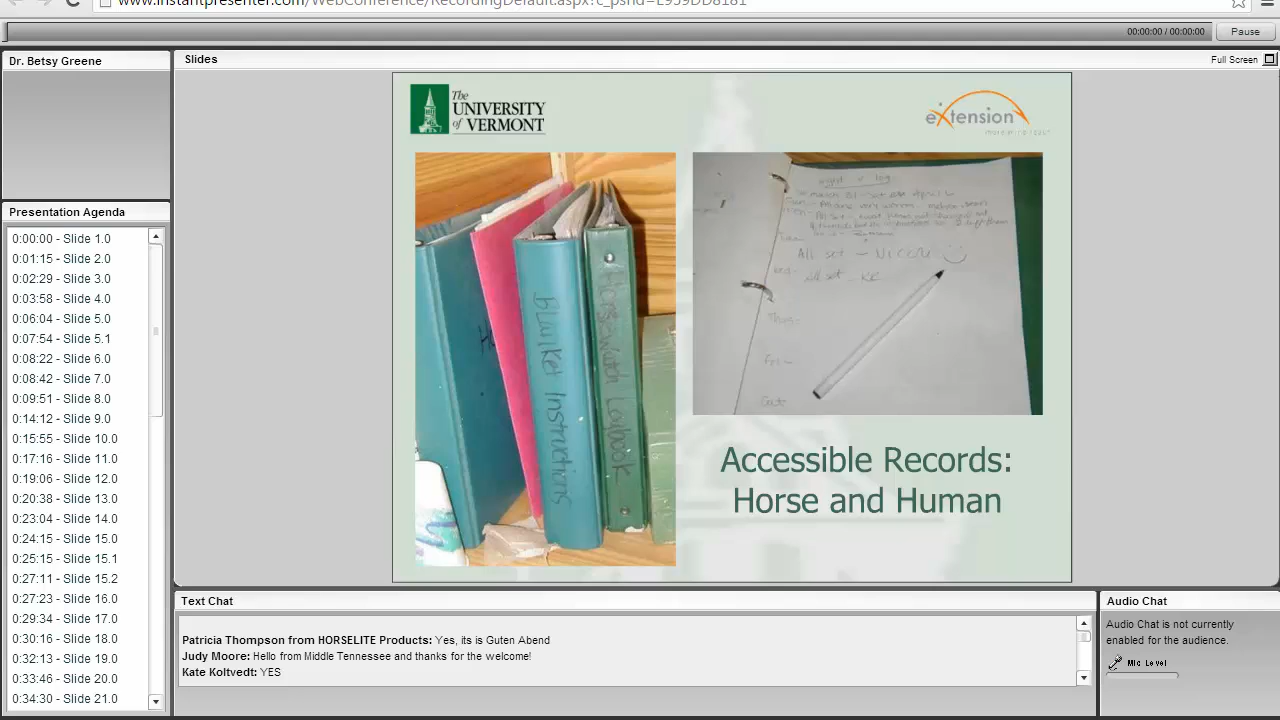 www.instantpresenter.com/WebConference/RecordingDefault.aspx?c_psrid=E959DD8181
00:00:00 / 00:00:00
Pause
Dr. Betsy Greene
Slides
Full Screen
The
UNIVERSITY
of VERMONT
eXtension
Blanket Instructions
Horse Watch Logbook
All set - Nicole
All set - KR
Thurs-
Fri -
Sat-
Accessible Records:
Horse and Human
Presentation Agenda
0:00:00 - Slide 1.0
0:01:15 - Slide 2.0
0:02:29 - Slide 3.0
0:03:58 - Slide 4.0
0:06:04 - Slide 5.0
0:07:54 - Slide 5.1
0:08:22 - Slide 6.0
0:08:42 - Slide 7.0
0:09:51 - Slide 8.0
0:14:12 - Slide 9.0
0:15:55 - Slide 10.0
0:17:16 - Slide 11.0
0:19:06 - Slide 12.0
0:20:38 - Slide 13.0
0:23:04 - Slide 14.0
0:24:15 - Slide 15.0
0:25:15 - Slide 15.1
0:27:11 - Slide 15.2
0:27:23 - Slide 16.0
0:29:34 - Slide 17.0
0:30:16 - Slide 18.0
0:32:13 - Slide 19.0
0:33:46 - Slide 20.0
0:34:30 - Slide 21.0
Text Chat
Patricia Thompson from HORSELITE Products: Yes, its is Guten Abend
Judy Moore: Hello from Middle Tennessee and thanks for the welcome!
Kate Koltvedt: YES
Audio Chat
Audio Chat is not currently
enabled for the audience.
Mic Level